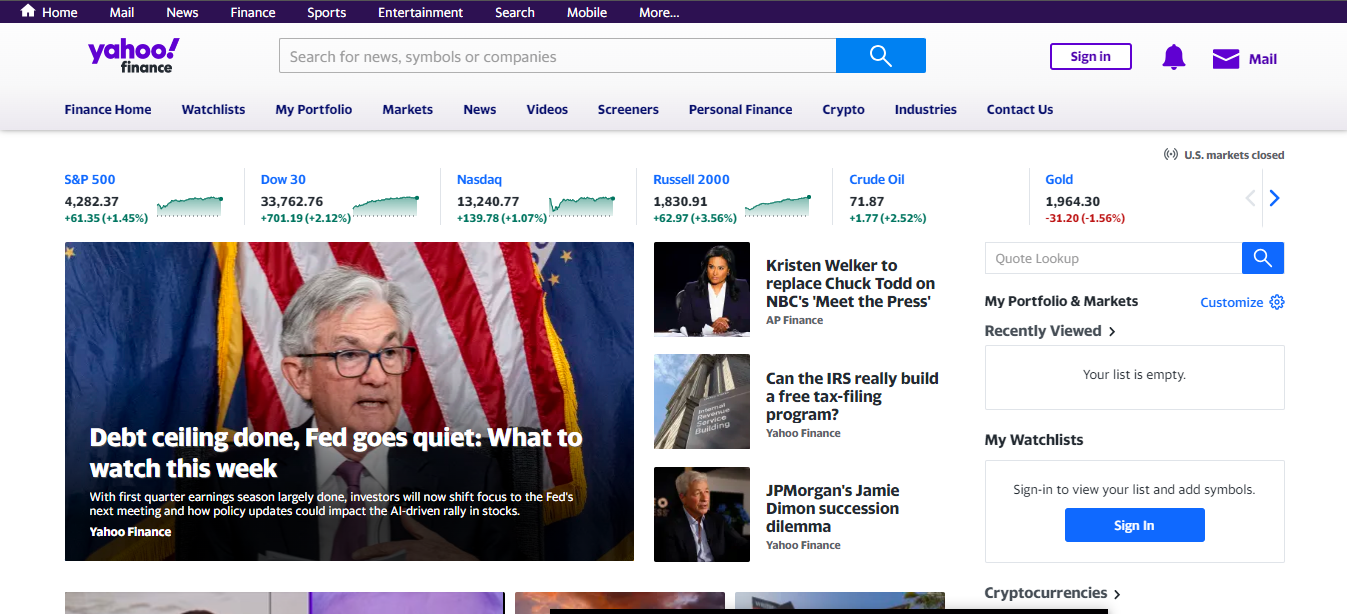 Home Mail News Finance Sports Entertainment Search Mobile More...
yahoo!
finance
Search for news, symbols or companies
Sign in
Mail
Finance Home Watchlists My Portfolio Markets News Videos Screeners Personal Finance Crypto Industries Contact Us
U.S. markets closed
S&P 500
4,282.37
+61.35 (+1.45%)
Dow 30
33,762.76
+701.19 (+2.12%)
Nasdaq
13,240.77
+139.78 (+1.07%)
Russell 2000
1,830.91
+62.97 (+3.56%)
Crude Oil
71.87
+1.77 (+2.52%)
Gold
1,964.30
-31.20 (-1.56%)
Debt ceiling done, Fed goes quiet: What to
watch this week
With first quarter earnings season largely done, investors will now shift focus to the Fed's
next meeting and how policy updates could impact the AI-driven rally in stocks.
Yahoo Finance
Kristen Welker to
replace Chuck Todd on
NBC's 'Meet the Press'
AP Finance
Internal
Revenue
Service
Building
Can the IRS really build
a free tax-filing
program?
Yahoo Finance
JPMorgan's Jamie
Dimon succession
dilemma
Yahoo Finance
Quote Lookup
My Portfolio & Markets
Customize
Recently Viewed
Your list is empty.
My Watchlists
Sign-in to view your list and add symbols.
Sign In
Cryptocurrencies